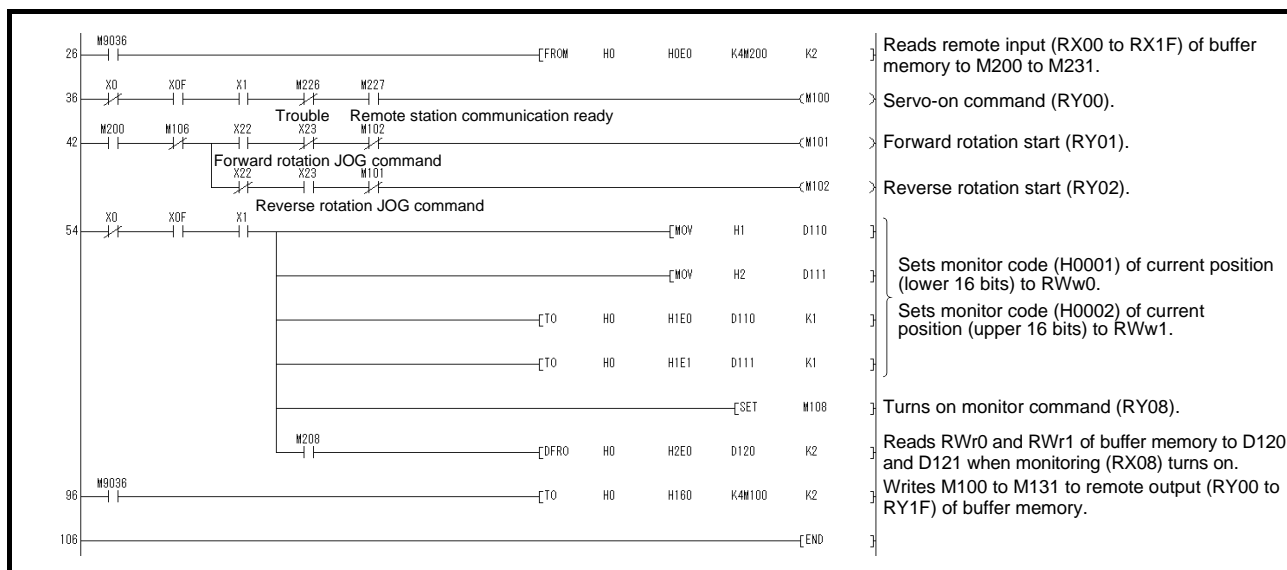 M9036
26 FROM H0 H0E0 K4M200 K2 Reads remote input (RX00 to RX1F) of buffer
memory to M200 to M231.
X0 X0F X1 M226 M227
36 M100 Servo-on command (RY00).
Trouble Remote station communication ready
M200 M106 X22 X23 M102
42 M101 Forward rotation start (RY01).
Forward rotation JOG command
X22 X23 M101
M102 Reverse rotation start (RY02).
Reverse rotation JOG command
X0 X0F X1
54 MOV H1 D110
MOV H2 D111
Sets monitor code (H0001) of current position
(lower 16 bits) to RWw0.
Sets monitor code (H0002) of current
position (upper 16 bits) to RWw1.
TO H0 H1E0 D110 K1
TO H0 H1E1 D111 K1
SET M108 Turns on monitor command (RY08).
M208
DFRO H0 H2E0 D120 K2 Reads RWr0 and RWr1 of buffer memory to D120
and D121 when monitoring (RX08) turns on.
M9036
96 TO H0 H160 K4M100 K2 Writes M100 to M131 to remote output (RY00 to
RY1F) of buffer memory.
106 END